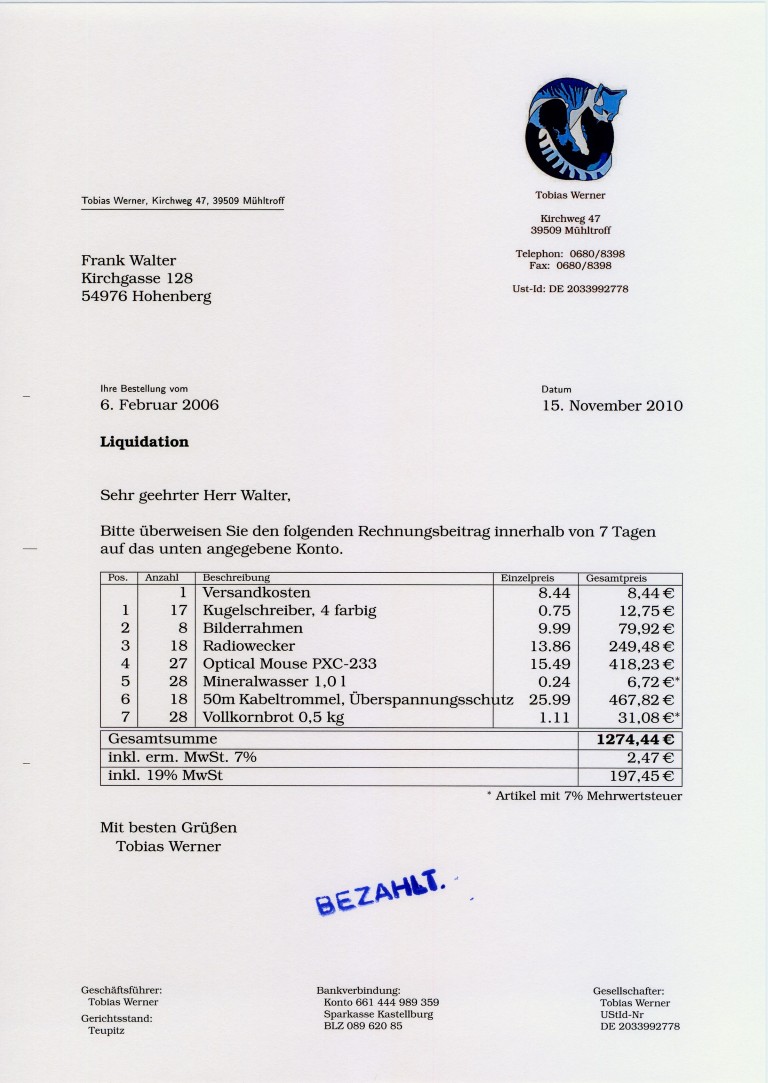 Tobias Werner
Kirchweg 47
39509 Mühltroff
Telephon: 0680/8398
Fax: 0680/8398
Ust-Id: DE 2033992778
Tobias Werner, Kirchweg 47, 39509 Mühltroff
Frank Walter
Kirchgasse 128
54976 Hohenberg
Ihre Bestellung vom
6. Februar 2006
Datum
15. November 2010
Liquidation
Sehr geehrter Herr Walter,
Bitte überweisen Sie den folgenden Rechnungsbeitrag innerhalb von 7 Tagen
auf das unten angegebene Konto.
Pos. Anzahl Beschreibung Einzelpreis Gesamtpreis
1 Versandkosten 8.44 8,44 €
1 17 Kugelschreiber, 4 farbig 0.75 12,75 €
2 8 Bilderrahmen 9.99 79,92 €
3 18 Radiowecker 13.86 249,48 €
4 27 Optical Mouse PXC-233 15.49 418,23 €
5 28 Mineralwasser 1,0 l 0.24 6,72 €*
6 18 50m Kabeltrommel, Überspannungsschutz 25.99 467,82 €
7 28 Vollkornbrot 0,5 kg 1.11 31,08 €*
Gesamtsumme 1274,44 €
inkl. erm. MwSt. 7% 2,47 €
inkl. 19% MwSt 197,45 €
* Artikel mit 7% Mehrwertsteuer
Mit besten Grüßen
Tobias Werner
BEZAHLT.
Geschäftsführer:
Tobias Werner
Gerichtsstand:
Teupitz
Bankverbindung:
Konto 661 444 989 359
Sparkasse Kastellburg
BLZ 089 620 85
Gesellschafter:
Tobias Werner
UStId-Nr
DE 2033992778